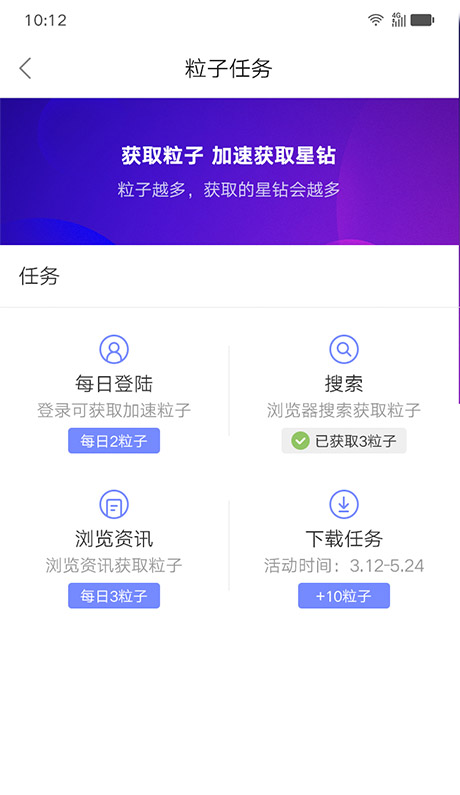 10:12
4G
粒子任务
获取粒子 加速获取星钻
粒子越多，获取的星钻会越多
任务
每日登陆
登录可获取加速粒子
每日2粒子
搜索
浏览器搜索获取粒子
已获取3粒子
浏览资讯
浏览资讯获取粒子
每日3粒子
下载任务
活动时间：3.12-5.24
+10粒子